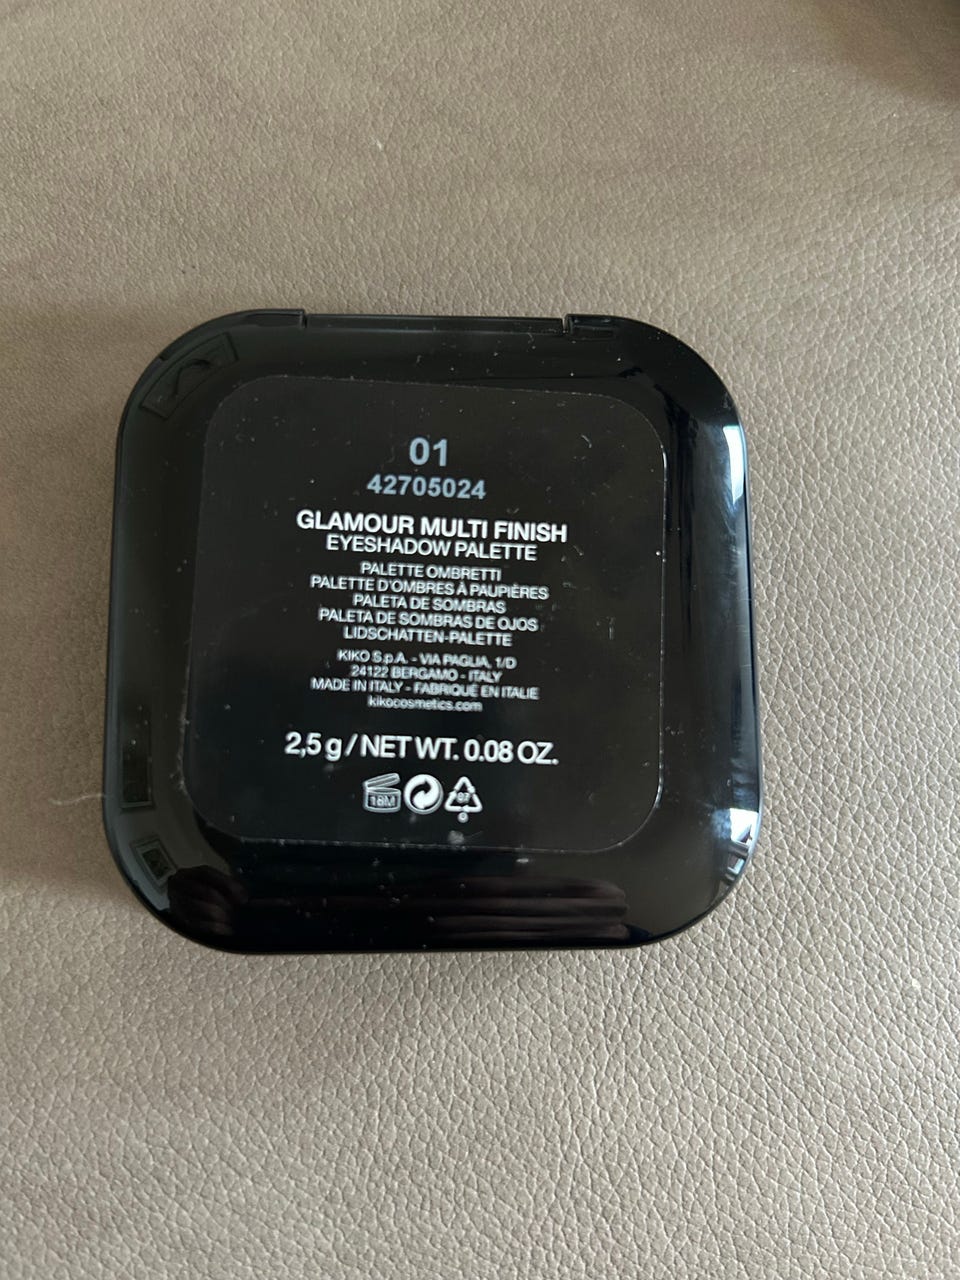 01
42705024
GLAMOUR MULTI FINISH
EYESHADOW PALETTE
PALETTE OMBRETTI
PALETTE D'OMBRES À PAUPIÈRES
PALETA DE SOMBRAS
PALETA DE SOMBRAS DE OJOS
LIDSCHATTEN-PALETTE
KIKO S.p.A. - VIA PAGLIA, 1/D
24122 BERGAMO - ITALY
MADE IN ITALY - FABRIQUÉ EN ITALIE
kikocosmetics.com
2,5 g / NET WT. 0.08 OZ.
18M